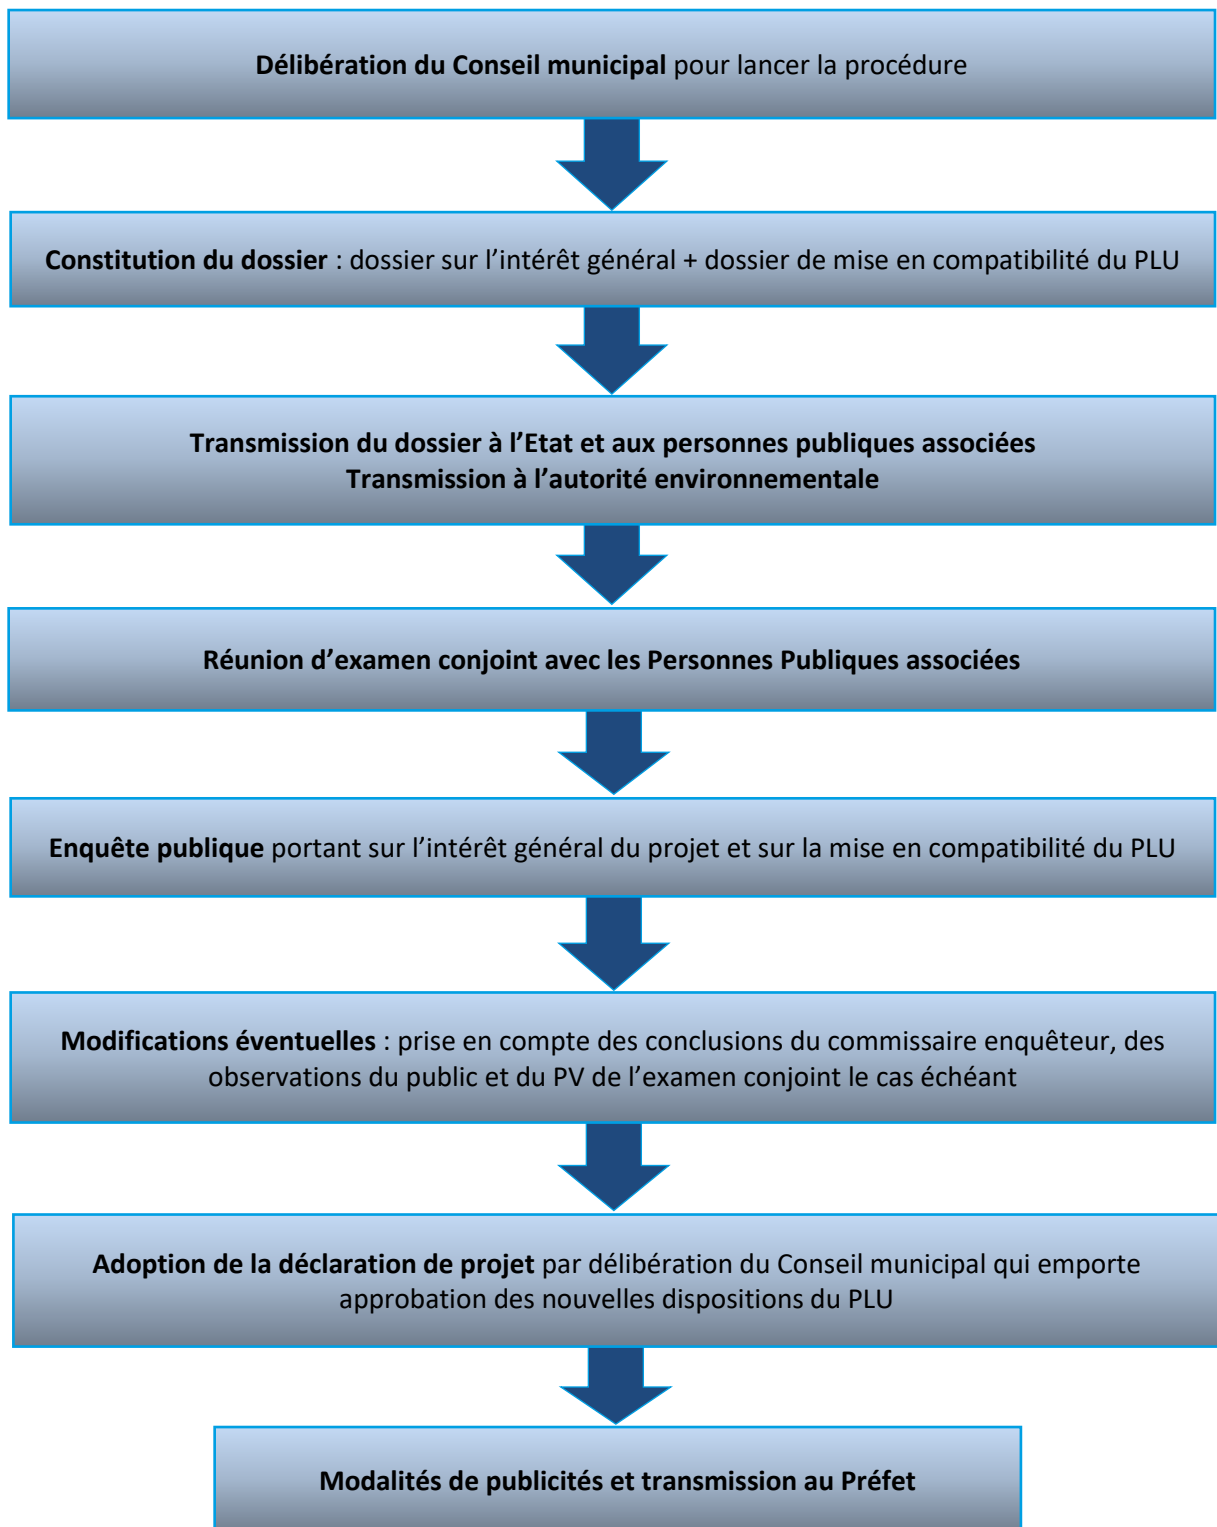 Délibération du Conseil municipal pour lancer la procédure
Constitution du dossier : dossier sur l’intérêt général + dossier de mise en compatibilité du PLU
Transmission du dossier à l’Etat et aux personnes publiques associées
Transmission à l’autorité environnementale
Réunion d’examen conjoint avec les Personnes Publiques associées
Enquête publique portant sur l’intérêt général du projet et sur la mise en compatibilité du PLU
Modifications éventuelles : prise en compte des conclusions du commissaire enquêteur, des
observations du public et du PV de l’examen conjoint le cas échéant
Adoption de la déclaration de projet par délibération du Conseil municipal qui emporte
approbation des nouvelles dispositions du PLU
Modalités de publicités et transmission au Préfet